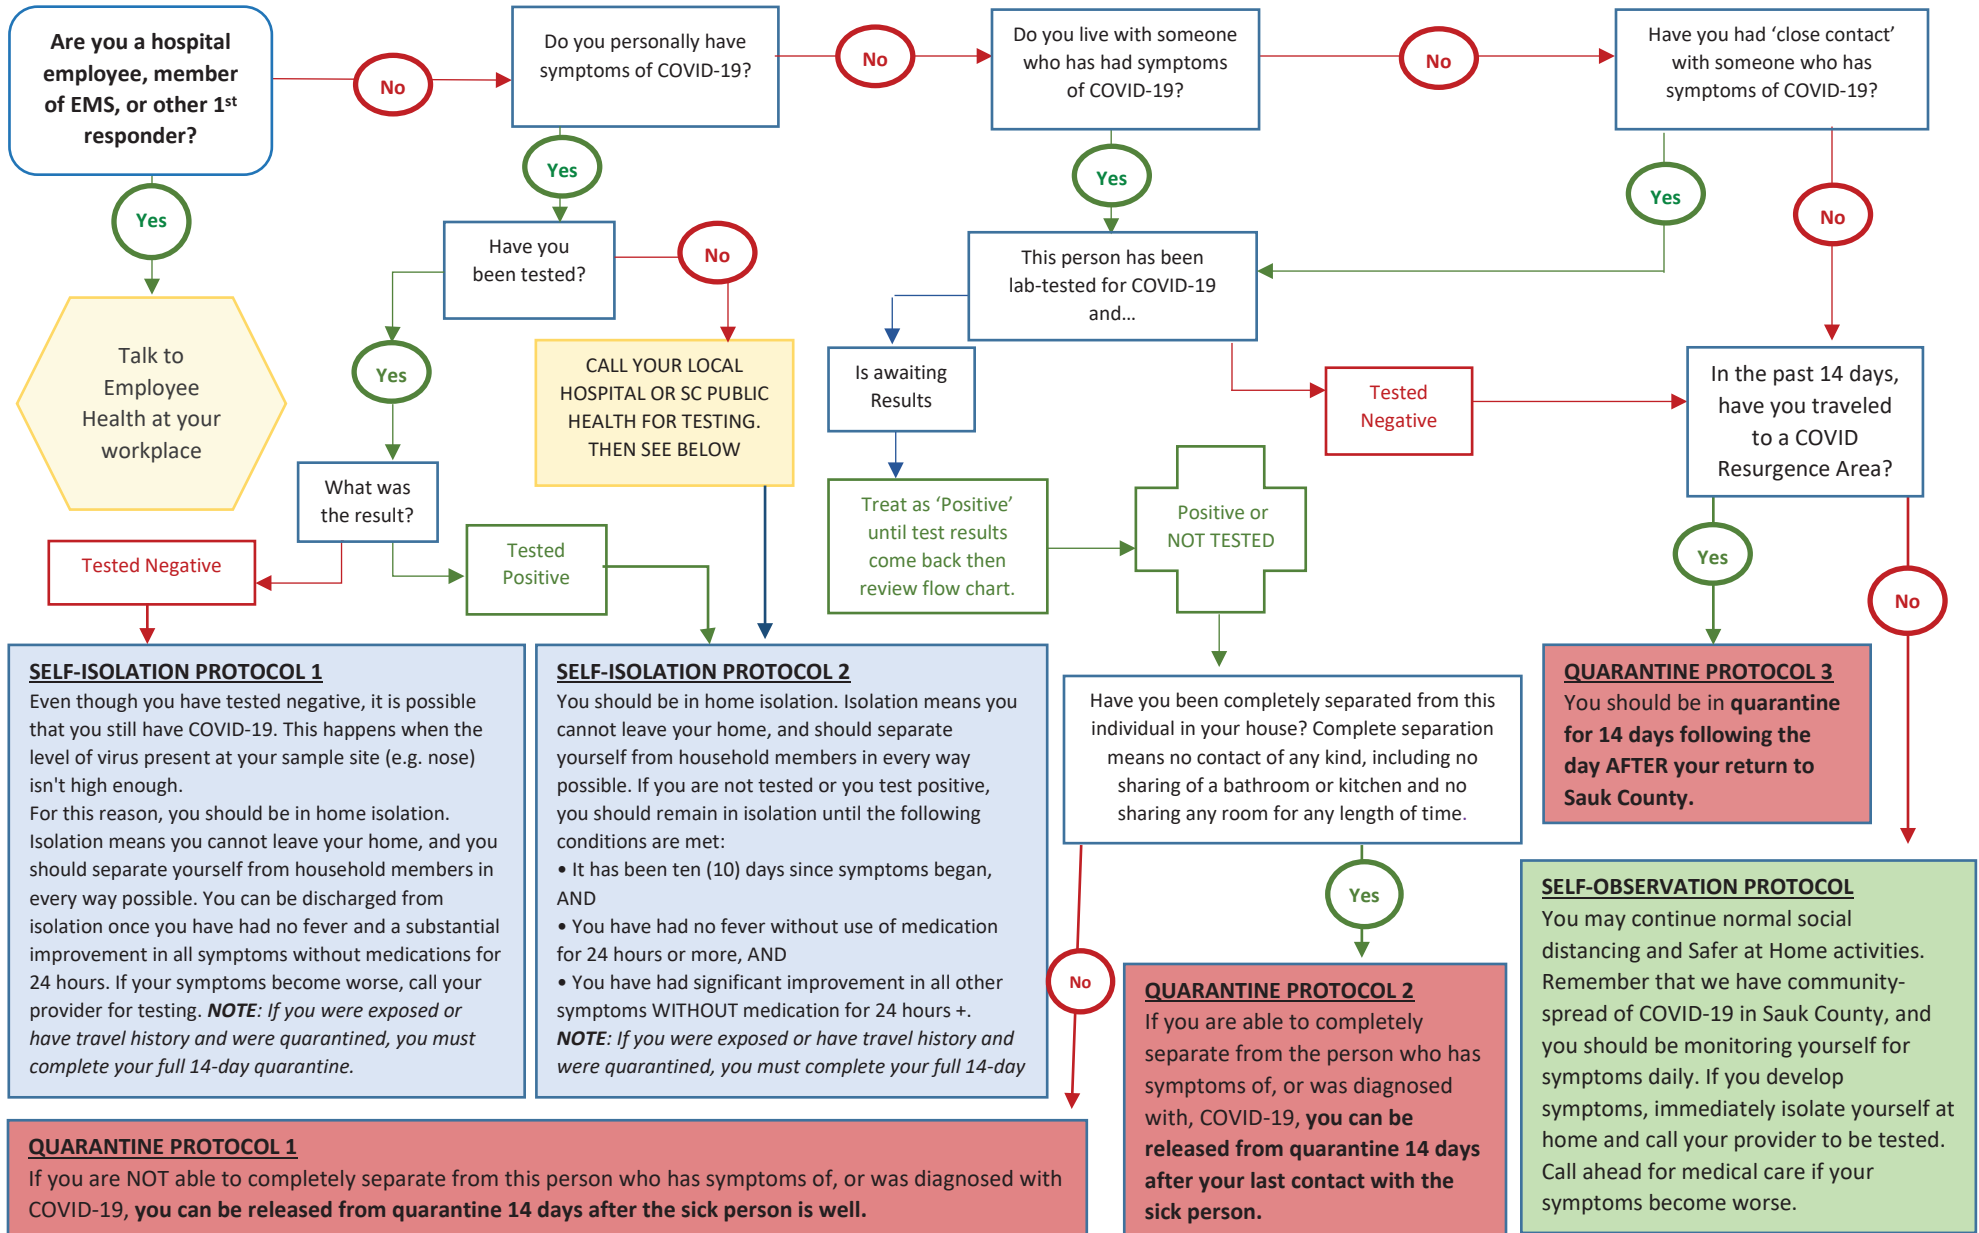 Are you a hospital
employee, member
of EMS, or other 1st
responder?
No
Do you personally have
symptoms of COVID-19?
No
Do you live with someone
who has had symptoms
of COVID-19?
No
Have you had ‘close contact’
with someone who has
symptoms of COVID-19?
Yes
Yes
Yes
Yes
No
Talk to
Employee
Health at your
workplace
Have you
been tested?
No
Yes
CALL YOUR LOCAL
HOSPITAL OR SC PUBLIC
HEALTH FOR TESTING.
THEN SEE BELOW
This person has been
lab-tested for COVID-19
and...
Is awaiting
Results
Tested
Negative
In the past 14 days,
have you traveled
to a COVID
Resurgence Area?
What was
the result?
Tested Negative
Tested
Positive
Treat as ‘Positive’
until test results
come back then
review flow chart.
Positive or
NOT TESTED
Yes
No
SELF-ISOLATION PROTOCOL 1
Even though you have tested negative, it is possible
that you still have COVID-19. This happens when the
level of virus present at your sample site (e.g. nose)
isn't high enough.
For this reason, you should be in home isolation.
Isolation means you cannot leave your home, and you
should separate yourself from household members in
every way possible. You can be discharged from
isolation once you have had no fever and a substantial
improvement in all symptoms without medications for
24 hours. If your symptoms become worse, call your
provider for testing. NOTE: If you were exposed or
have travel history and were quarantined, you must
complete your full 14-day quarantine.
SELF-ISOLATION PROTOCOL 2
You should be in home isolation. Isolation means you
cannot leave your home, and should separate
yourself from household members in every way
possible. If you are not tested or you test positive,
you should remain in isolation until the following
conditions are met:
• It has been ten (10) days since symptoms began,
AND
• You have had no fever without use of medication
for 24 hours or more, AND
• You have had significant improvement in all other
symptoms WITHOUT medication for 24 hours +.
NOTE: If you were exposed or have travel history and
were quarantined, you must complete your full 14-day
Have you been completely separated from this
individual in your house? Complete separation
means no contact of any kind, including no
sharing of a bathroom or kitchen and no
sharing any room for any length of time.
No
Yes
QUARANTINE PROTOCOL 3
You should be in quarantine
for 14 days following the
day AFTER your return to
Sauk County.
QUARANTINE PROTOCOL 1
If you are NOT able to completely separate from this person who has symptoms of, or was diagnosed with
COVID-19, you can be released from quarantine 14 days after the sick person is well.
QUARANTINE PROTOCOL 2
If you are able to completely
separate from the person who has
symptoms of, or was diagnosed
with, COVID-19, you can be
released from quarantine 14 days
after your last contact with the
sick person.
SELF-OBSERVATION PROTOCOL
You may continue normal social
distancing and Safer at Home activities.
Remember that we have community-
spread of COVID-19 in Sauk County, and
you should be monitoring yourself for
symptoms daily. If you develop
symptoms, immediately isolate yourself at
home and call your provider to be tested.
Call ahead for medical care if your
symptoms become worse.